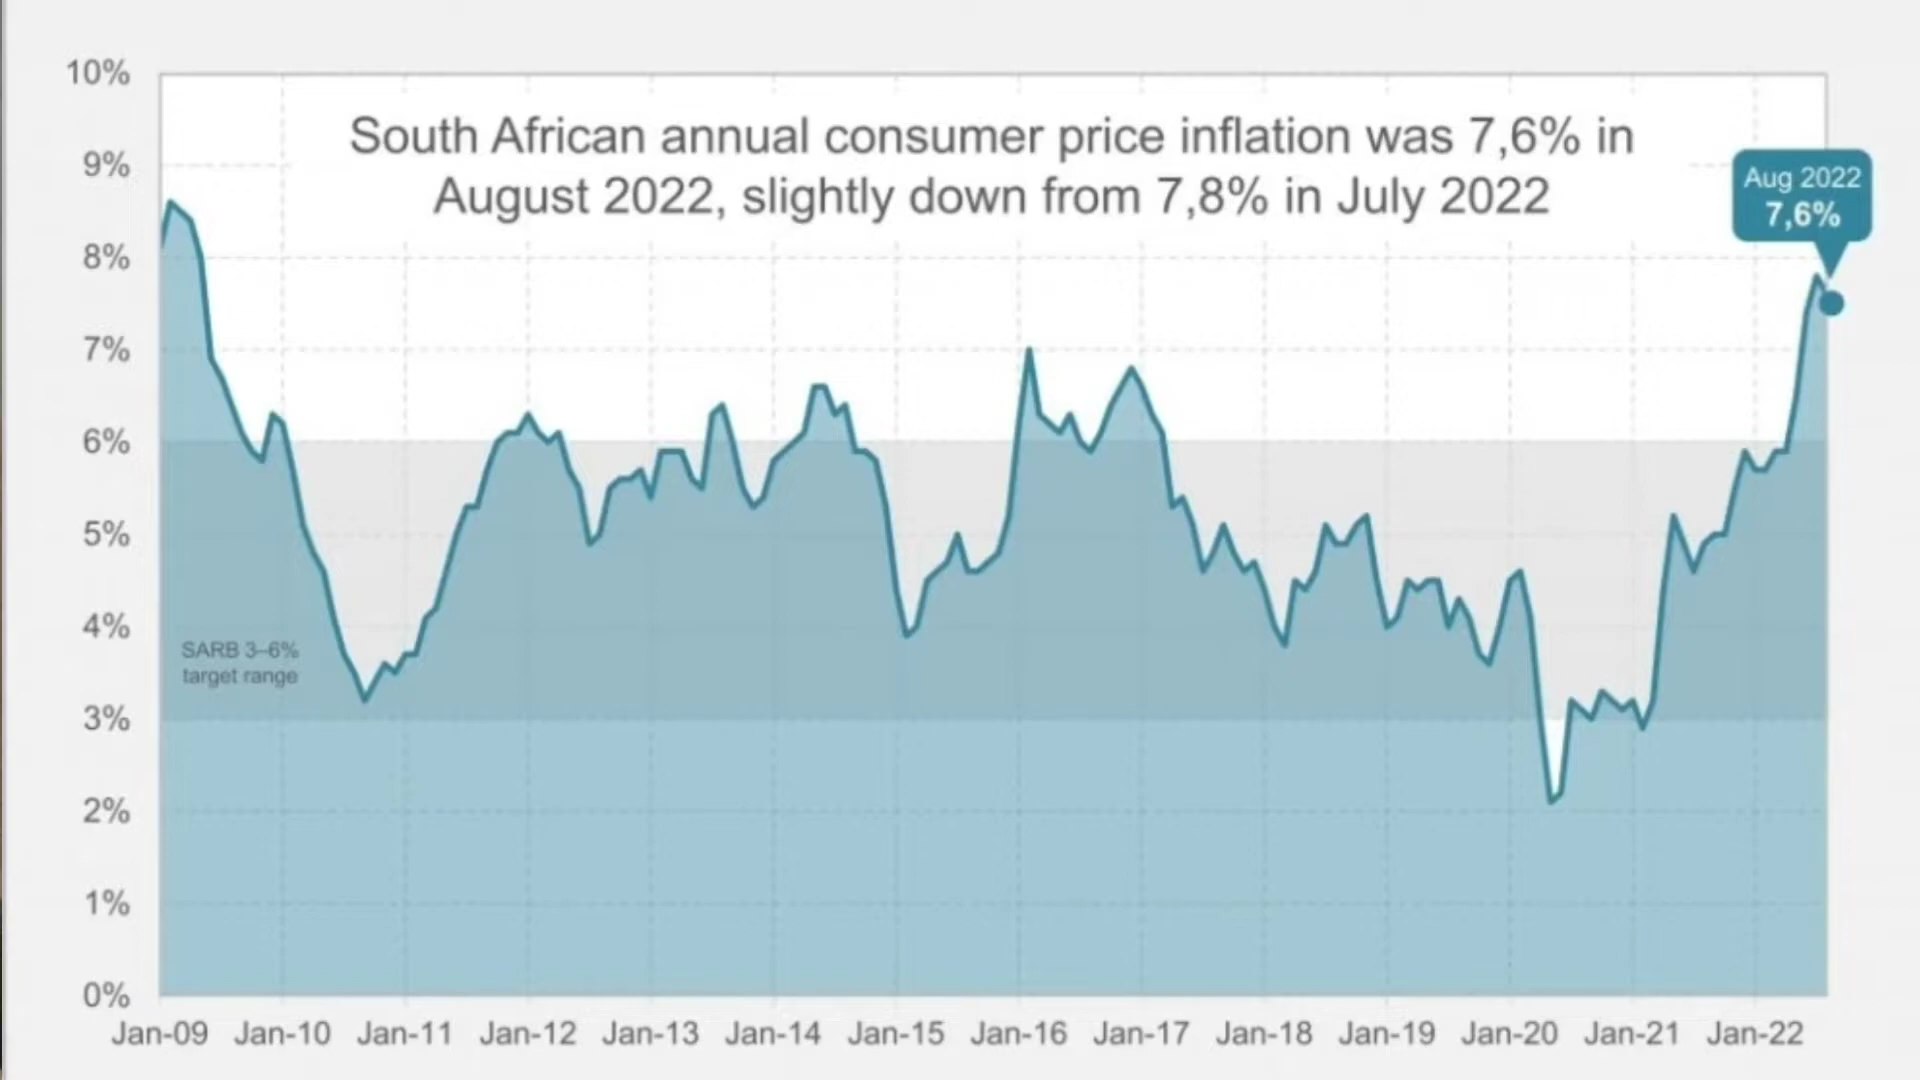 10%
South African annual consumer price inflation was 7,6% in
August 2022, slightly down from 7,8% in July 2022
9%
Aug 2022
7,6%
8%
7%
6%
5%
4%
SARB 3–6%
target range
3%
2%
1%
0%
Jan-09 Jan-10 Jan-11 Jan-12 Jan-13 Jan-14 Jan-15 Jan-16 Jan-17 Jan-18 Jan-19 Jan-20 Jan-21 Jan-22